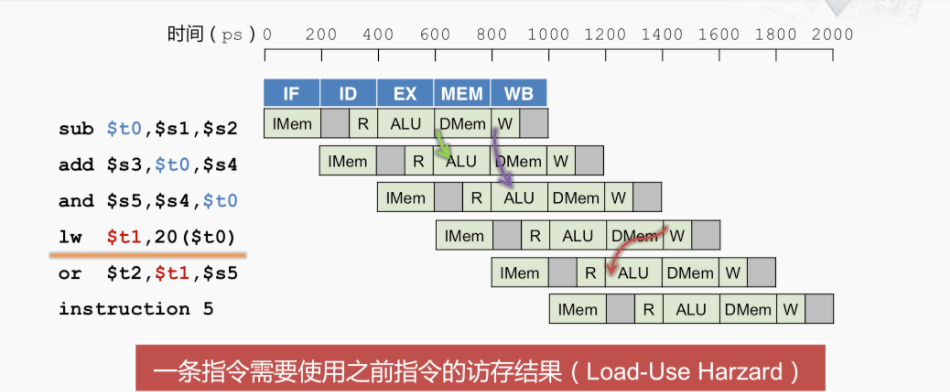 时间（ps）0 200 400 600 800 1000 1200 1400 1600 1800 2000
IF ID EX MEM WB
sub $t0,$s1,$s2 IMem R ALU DMem W
add $s3,$t0,$s4 IMem R ALU DMem W
and $s5,$s4,$t0 IMem R ALU DMem W
lw $t1,20($t0) IMem R ALU DMem W
or $t2,$t1,$s5 IMem R ALU DMem W
instruction 5 IMem R ALU DMem W
一条指令需要使用之前指令的访存结果（Load-Use Harzard）